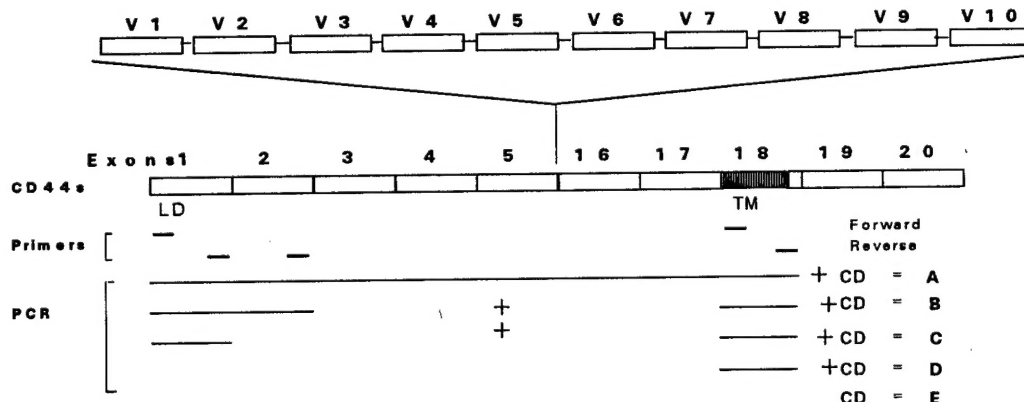 V 1 V 2 V 3 V 4 V 5 V 6 V 7 V 8 V 9 V 10
Exons 1 2 3 4 5 16 17 18 19 20
CD44s
LD TM
Forward
Primers Reverse
+ CD = A
PCR + +CD = B
+ +CD = C
+CD = D
CD = E